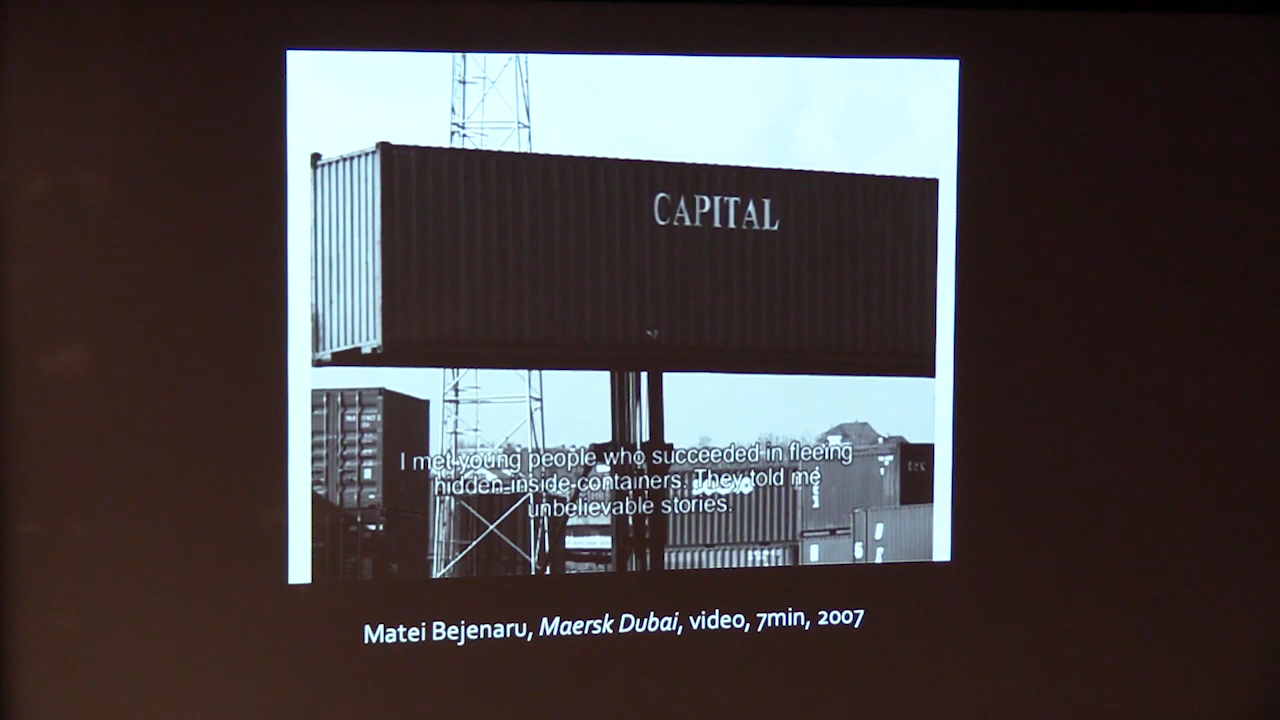 CAPITAL
I met young people who succeeded in fleeing
hidden inside containers. They told me
unbelievable stories.
Matei Bejenaru, Maersk Dubai, video, 7min, 2007